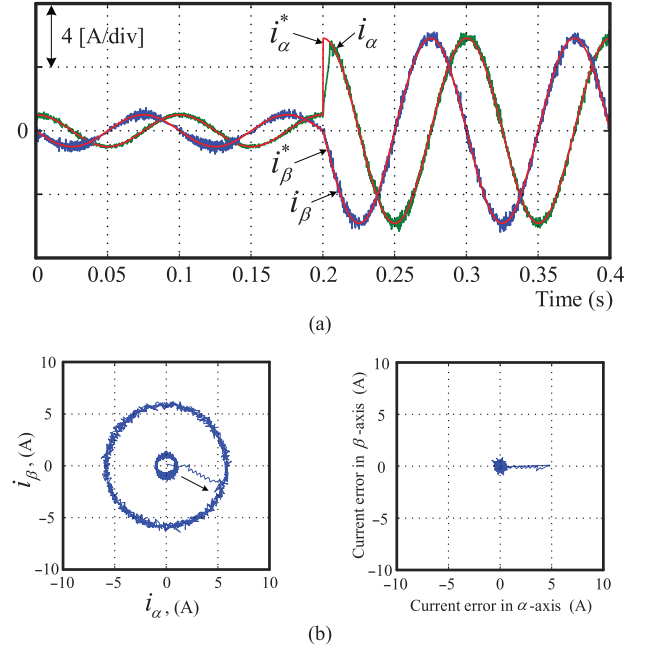 4 [A/div]
i*α
iα
0
i*β
iβ
0 0.05 0.1 0.15 0.2 0.25 0.3 0.35 0.4
Time (s)
(a)
10
5
0
−5
−10
−10 −5 0 5 10
iβ, (A)
iα, (A)
10
5
0
−5
−10
−10 −5 0 5 10
Current error in β-axis (A)
Current error in α-axis (A)
(b)